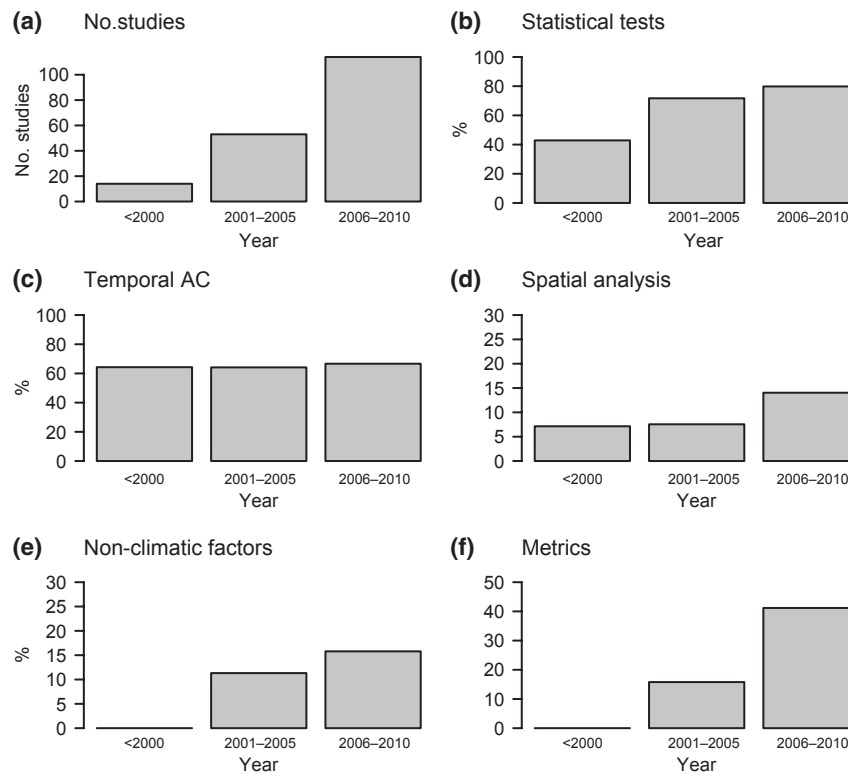 (a) No.studies
No. studies
100
80
60
40
20
0
<2000 2001–2005 2006–2010
Year
(b) Statistical tests
%
100
80
60
40
20
0
<2000 2001–2005 2006–2010
Year
(c) Temporal AC
%
100
80
60
40
20
0
<2000 2001–2005 2006–2010
Year
(d) Spatial analysis
30
25
20
15
10
5
0
<2000 2001–2005 2006–2010
Year
(e) Non-climatic factors
%
30
25
20
15
10
5
0
<2000 2001–2005 2006–2010
Year
(f) Metrics
50
40
30
20
10
0
<2000 2001–2005 2006–2010
Year